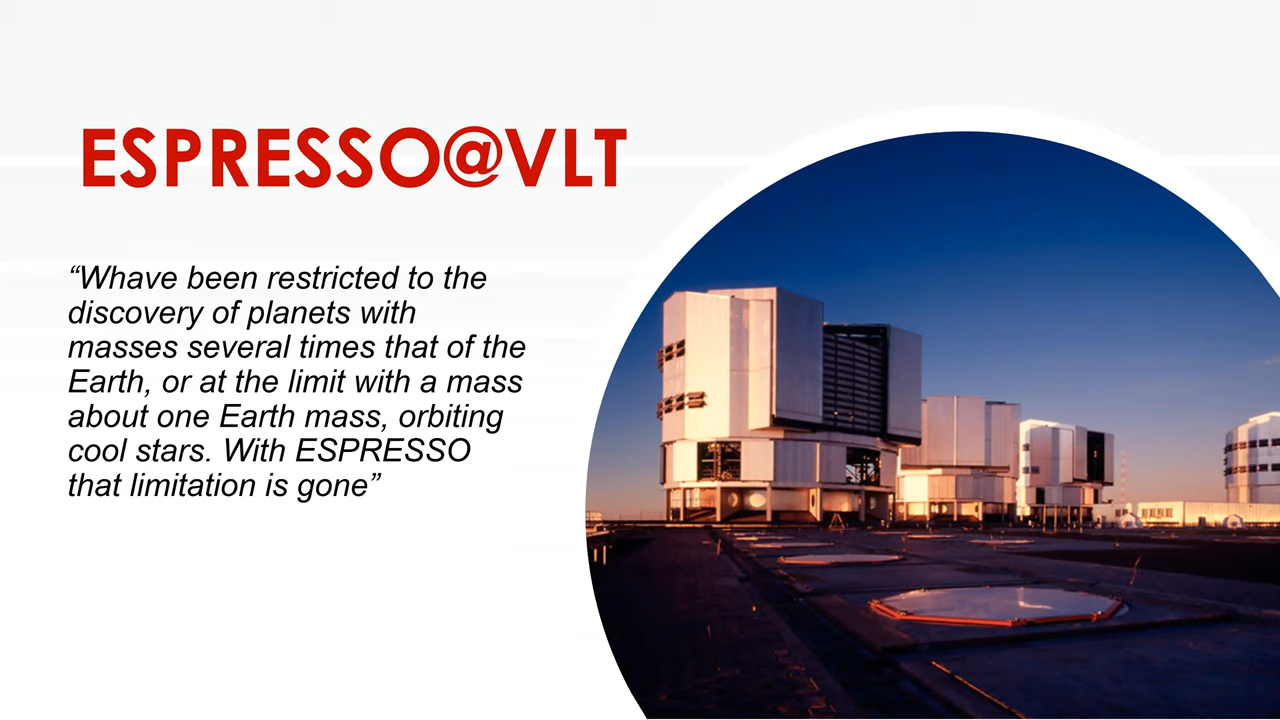 ESPRESSO@VLT
“Whave been restricted to the
discovery of planets with
masses several times that of the
Earth, or at the limit with a mass
about one Earth mass, orbiting
cool stars. With ESPRESSO
that limitation is gone”